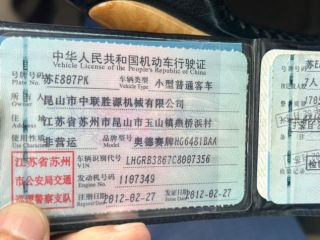 中华人民共和国机动车行驶证
Vehicle License of the People's Republic of China
号牌号码 苏E807PK 车辆类型 小型普通客车
Plate No. Vehicle Type
所有人 昆山市中联胜源机械有限公司
Owner
住址 江苏省苏州市昆山市玉山镇燕桥浜村
Address
使用性质 非营运 品牌型号 奥德赛牌HG6481BAA
Use Character Model
江苏省苏州
市公安局交通
巡逻警察支队
车辆识别代号 LHGRB3867C8007356
VIN
发动机号码 1107349
Engine No.
注册日期 2012-02-27 发证日期 2012-02-27
Register Date Issue Date